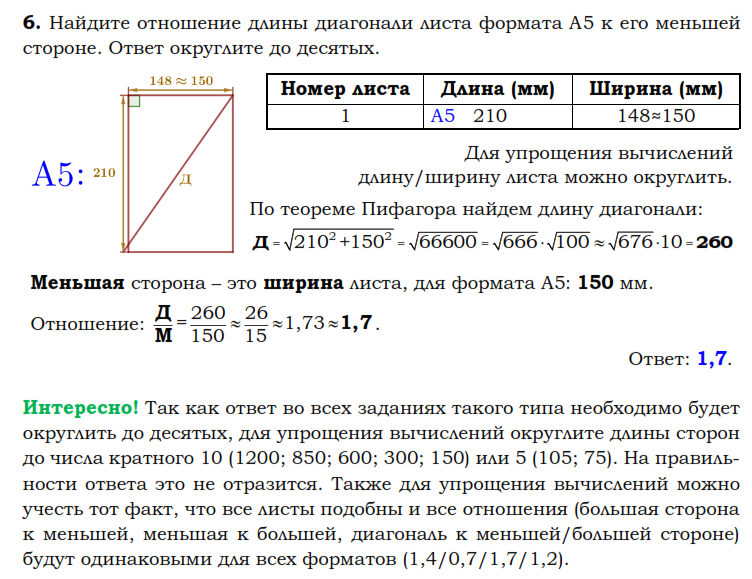 6. Найдите отношение длины диагонали листа формата А5 к его меньшей
стороне. Ответ округлите до десятых.
148 ≈ 150
210
Д
А5:
Номер листа Длина (мм) Ширина (мм)
1 А5 210 148≈150
Для упрощения вычислений
длину/ширину листа можно округлить.
По теореме Пифагора найдем длину диагонали:
Д = √210²+150² = √66600 = √666·√100 ≈ √676·10 = 260
Меньшая сторона – это ширина листа, для формата А5: 150 мм.
Отношение: Д/М = 260/150 ≈ 26/15 ≈ 1,73 ≈ 1,7.
Ответ: 1,7.
Интересно! Так как ответ во всех заданиях такого типа необходимо будет
округлить до десятых, для упрощения вычислений округлите длины сторон
до числа кратного 10 (1200; 850; 600; 300; 150) или 5 (105; 75). На правиль-
ности ответа это не отразится. Также для упрощения вычислений можно
учесть тот факт, что все листы подобны и все отношения (большая сторона
к меньшей, меньшая к большей, диагональ к меньшей/большей стороне)
будут одинаковыми для всех форматов (1,4/0,7/1,7/1,2).